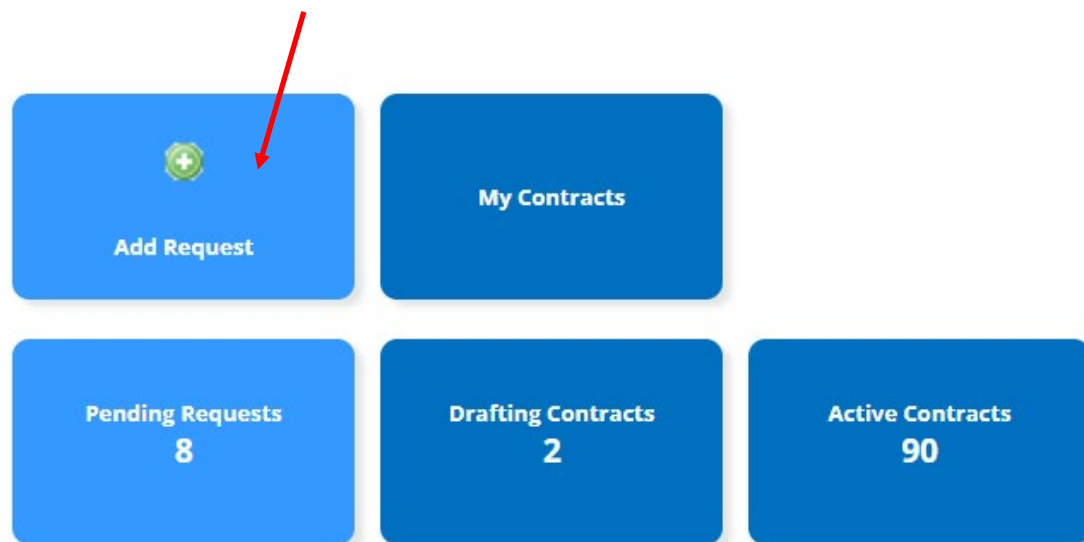 Add Request
My Contracts
Pending Requests
8
Drafting Contracts
2
Active Contracts
90